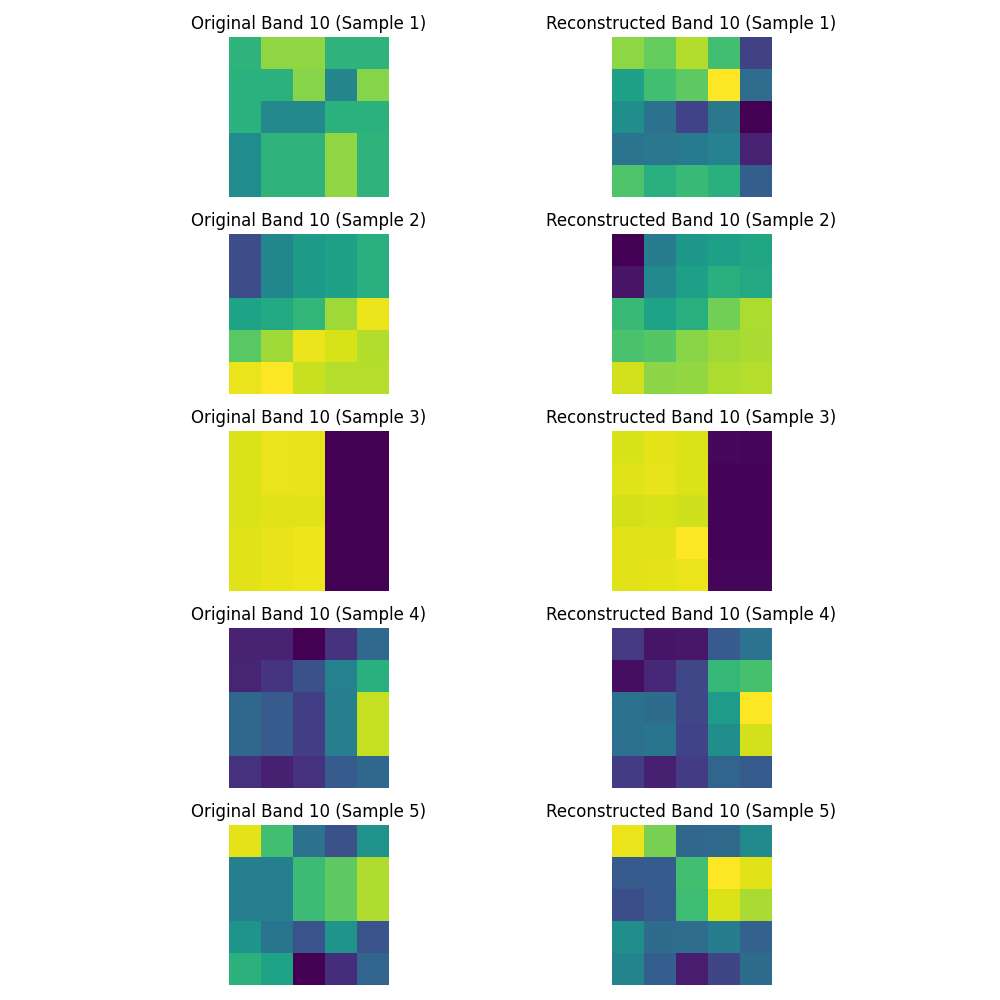 Original Band 10 (Sample 1)
Reconstructed Band 10 (Sample 1)
Original Band 10 (Sample 2)
Reconstructed Band 10 (Sample 2)
Original Band 10 (Sample 3)
Reconstructed Band 10 (Sample 3)
Original Band 10 (Sample 4)
Reconstructed Band 10 (Sample 4)
Original Band 10 (Sample 5)
Reconstructed Band 10 (Sample 5)